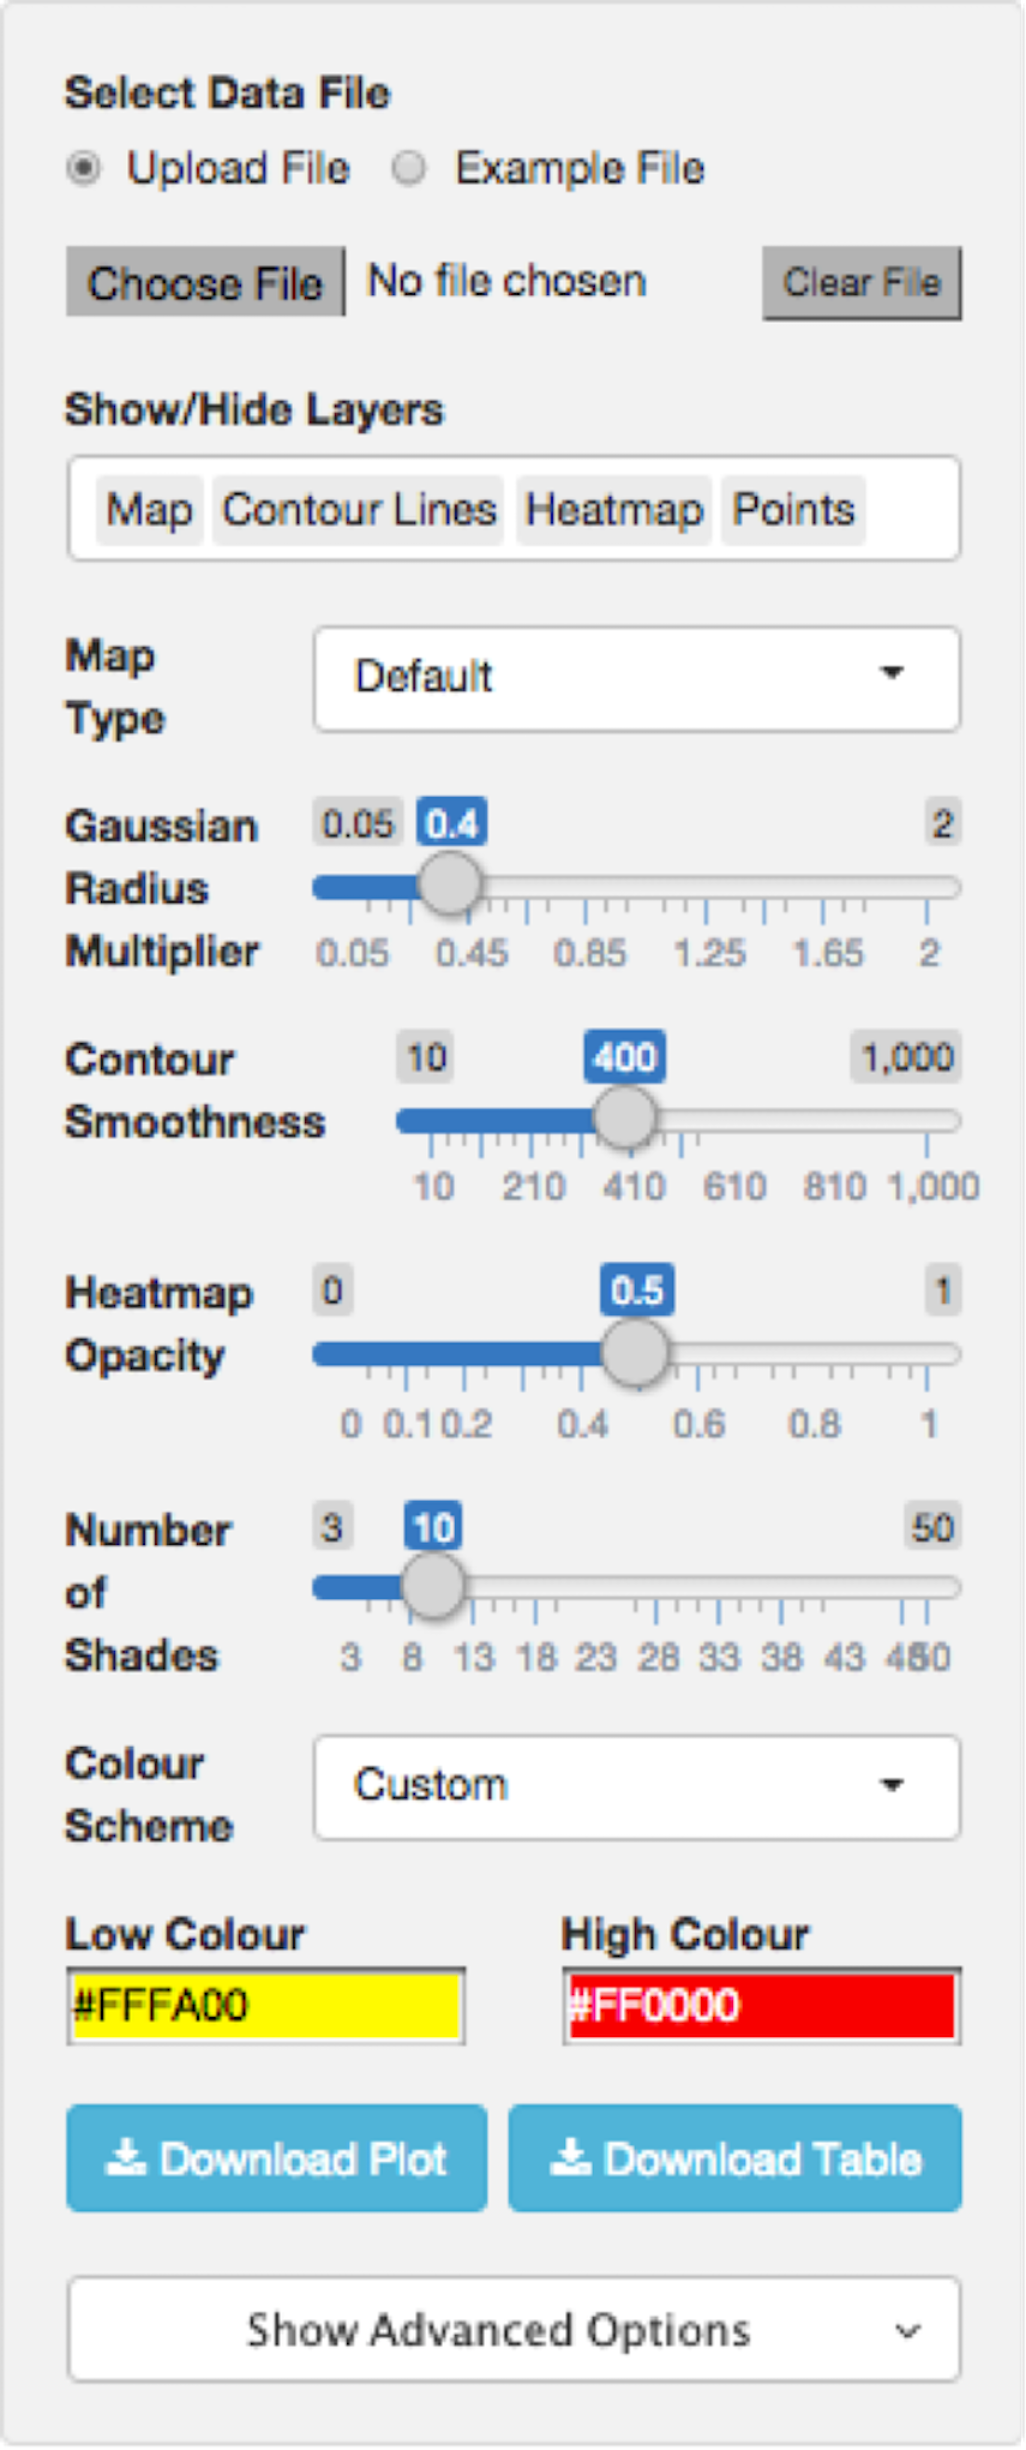 Select Data File
Upload File Example File
Choose File No file chosen Clear File
Show/Hide Layers
Map Contour Lines Heatmap Points
Map
Type
Default
Gaussian
Radius
Multiplier
0.05 0.4 2
0.05 0.45 0.85 1.25 1.65 2
Contour
Smoothness
10 400 1,000
10 210 410 610 810 1,000
Heatmap
Opacity
0 0.5 1
0 0.1 0.2 0.4 0.6 0.8 1
Number
of
Shades
3 10 50
3 8 13 18 23 28 33 38 43 50
Colour
Scheme
Custom
Low Colour High Colour
#FFFA00 #FF0000
Download Plot Download Table
Show Advanced Options